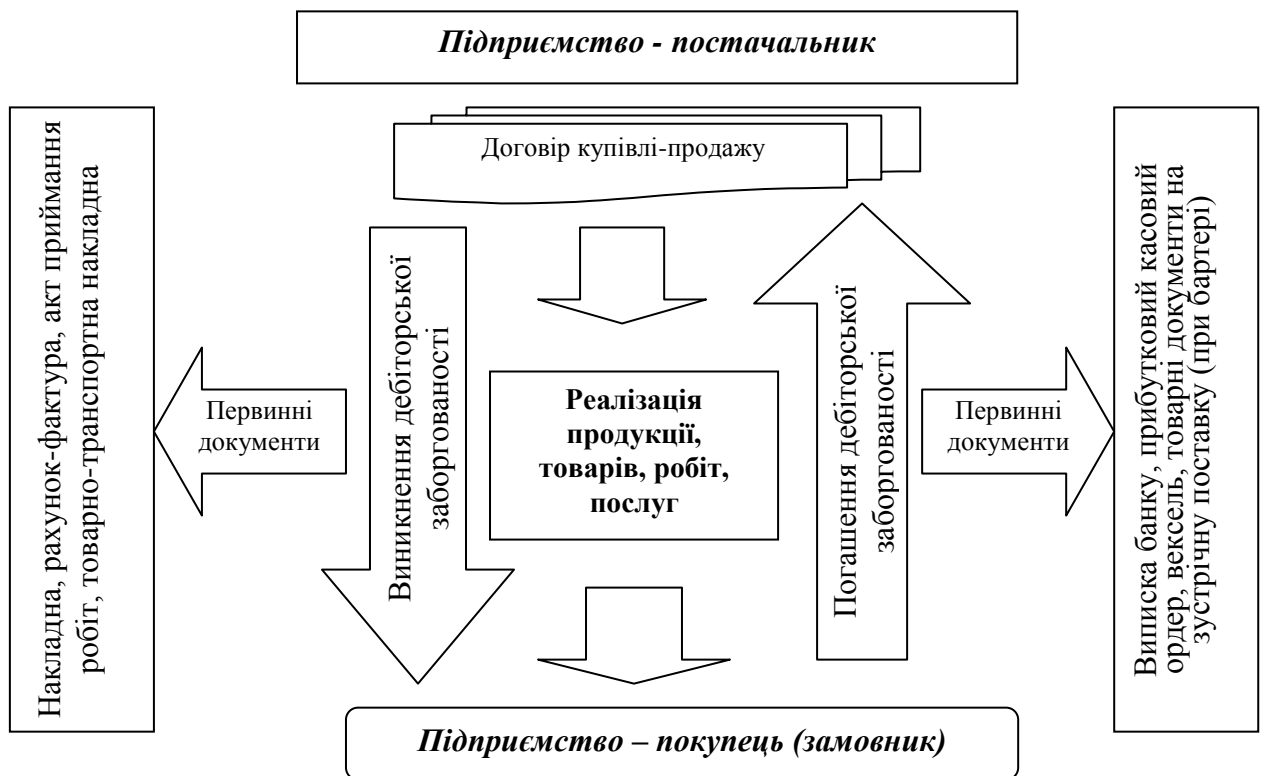 Підприємство - постачальник
Договір купівлі-продажу
Накладна, рахунок-фактура, акт приймання
робіт, товарно-транспортна накладна
Первинні
документи
Виникненя дебіторської
заборгованості
Реалізація
продукції,
товарів, робіт,
послуг
Погашення дебіторської
заборгованості
Первинні
документи
Виписка банку, прибутковий касовий
ордер, вексель, товарні документи на
зустрічну поставку (при бартері)
Підприємство – покупець (замовник)